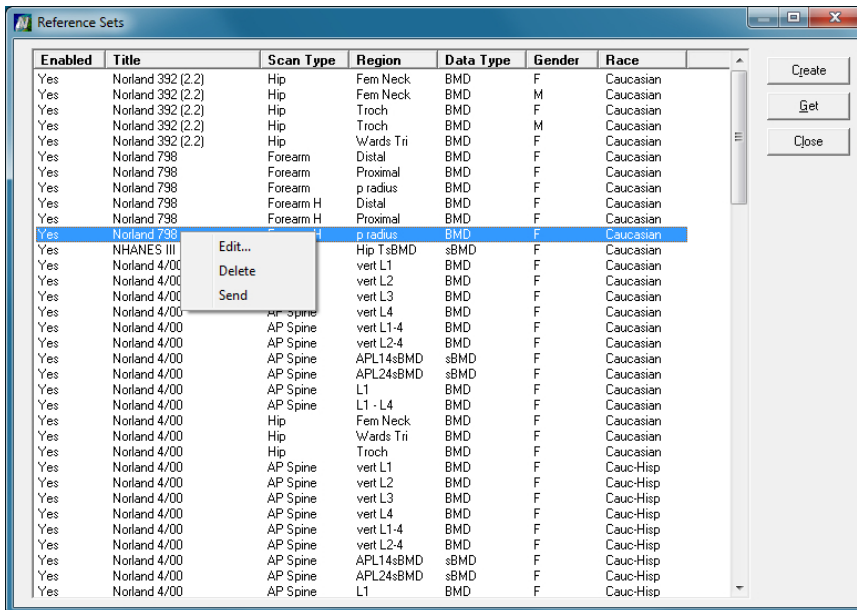 Reference Sets
Enabled Title Scan Type Region Data Type Gender Race
Yes Norland 392 (2.2) Hip Fem Neck BMD F Caucasian
Yes Norland 392 (2.2) Hip Fem Neck BMD M Caucasian
Yes Norland 392 (2.2) Hip Troch BMD F Caucasian
Yes Norland 392 (2.2) Hip Troch BMD M Caucasian
Yes Norland 392 (2.2) Hip Wards Tri BMD F Caucasian
Yes Norland 798 Forearm Distal BMD F Caucasian
Yes Norland 798 Forearm Proximal BMD F Caucasian
Yes Norland 798 Forearm p radius BMD F Caucasian
Yes Norland 798 Forearm H Distal BMD F Caucasian
Yes Norland 798 Forearm H Proximal BMD F Caucasian
Yes Norland 798 H p radius BMD F Caucasian
Yes NHANES III Hip TsBMD sBMD F Caucasian
Yes Norland 4/00 vert L1 BMD F Caucasian
Yes Norland 4/00 vert L2 BMD F Caucasian
Yes Norland 4/00 vert L3 BMD F Caucasian
Yes Norland 4/00 AP Spine vert L4 BMD F Caucasian
Yes Norland 4/00 AP Spine vert L1-4 BMD F Caucasian
Yes Norland 4/00 AP Spine vert L2-4 BMD F Caucasian
Yes Norland 4/00 AP Spine APL14sBMD sBMD F Caucasian
Yes Norland 4/00 AP Spine APL24sBMD sBMD F Caucasian
Yes Norland 4/00 AP Spine L1 BMD F Caucasian
Yes Norland 4/00 AP Spine L1 - L4 BMD F Caucasian
Yes Norland 4/00 Hip Fem Neck BMD F Caucasian
Yes Norland 4/00 Hip Wards Tri BMD F Caucasian
Yes Norland 4/00 Hip Troch BMD F Caucasian
Yes Norland 4/00 AP Spine vert L1 BMD F Cauc-Hisp
Yes Norland 4/00 AP Spine vert L2 BMD F Cauc-Hisp
Yes Norland 4/00 AP Spine vert L3 BMD F Cauc-Hisp
Yes Norland 4/00 AP Spine vert L4 BMD F Cauc-Hisp
Yes Norland 4/00 AP Spine vert L1-4 BMD F Cauc-Hisp
Yes Norland 4/00 AP Spine vert L2-4 BMD F Cauc-Hisp
Yes Norland 4/00 AP Spine APL14sBMD sBMD F Cauc-Hisp
Yes Norland 4/00 AP Spine APL24sBMD sBMD F Cauc-Hisp
Yes Norland 4/00 AP Spine L1 BMD F Cauc-Hisp
Edit...
Delete
Send
Create
Get
Close